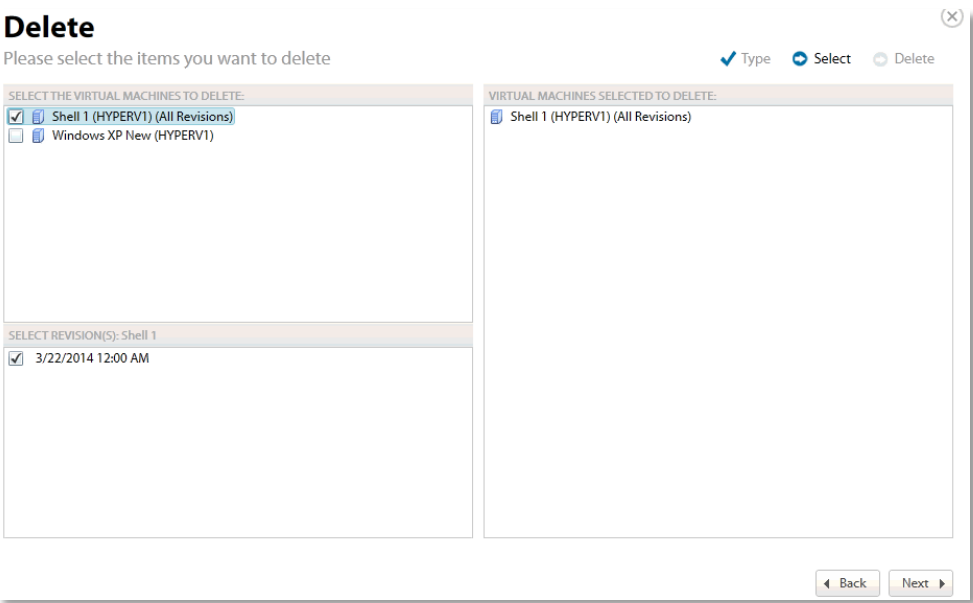 Delete
Please select the items you want to delete
Type Select Delete
SELECT THE VIRTUAL MACHINES TO DELETE:
Shell 1 (HYPERV1) (All Revisions)
Windows XP New (HYPERV1)
SELECT REVISION(S): Shell 1
3/22/2014 12:00 AM
VIRTUAL MACHINES SELECTED TO DELETE:
Shell 1 (HYPERV1) (All Revisions)
Back Next